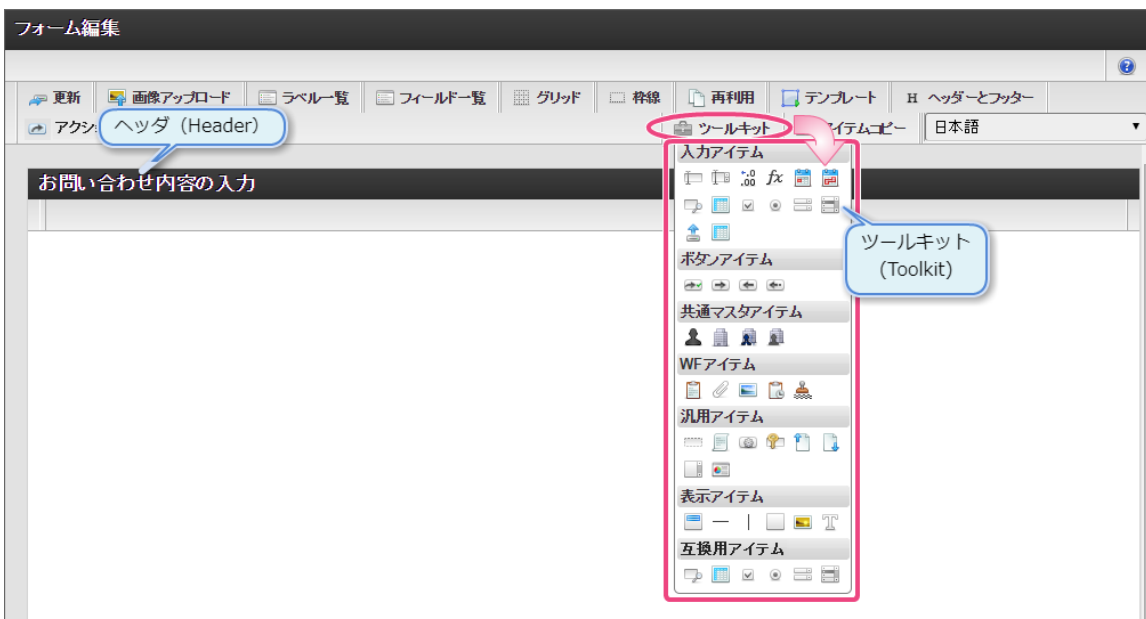 フォーム編集
更新 画像アップロード ラベル一覧 フィールド一覧 グリッド 枠線 再利用 テンプレート H ヘッダーとフッター
アクシ ツールキット イテムコピー 日本語
ヘッダ (Header)
お問い合わせ内容の入力
入力アイテム
+.0
.00 fx
ツールキット
(Toolkit)
ボタンアイテム
共通マスタアイテム
WFアイテム
汎用アイテム
表示アイテム
T
互換用アイテム